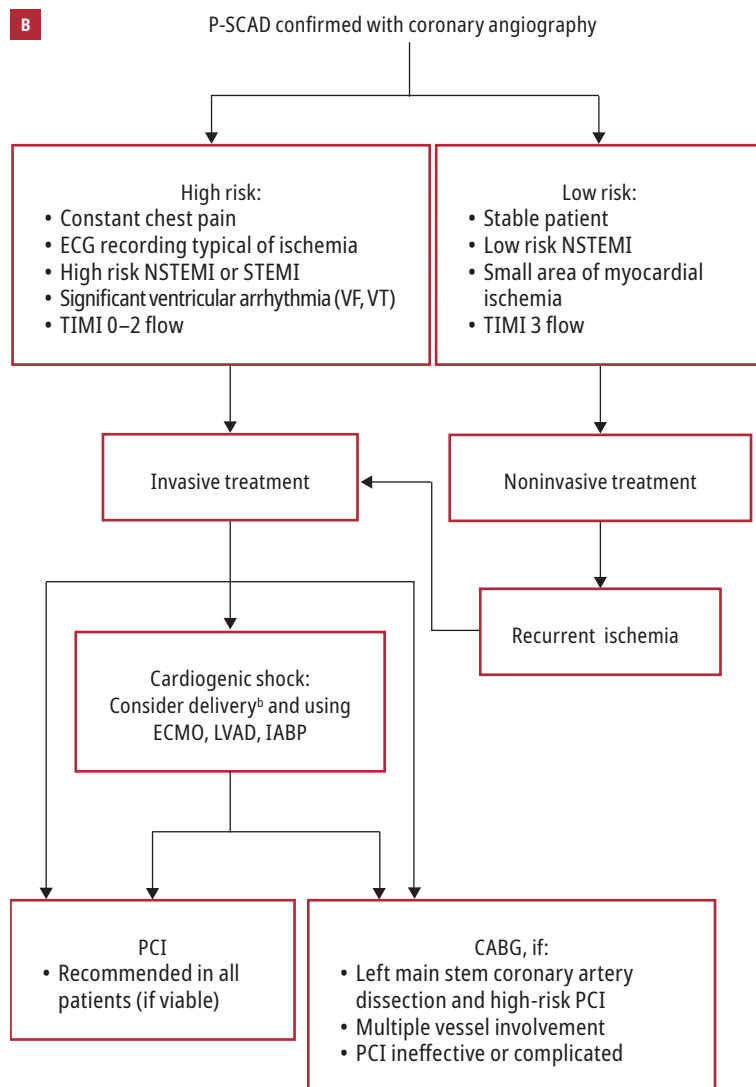 B
P-SCAD confirmed with coronary angiography
High risk:
• Constant chest pain
• ECG recording typical of ischemia
• High risk NSTEMI or STEMI
• Significant ventricular arrhythmia (VF, VT)
• TIMI 0–2 flow
Low risk:
• Stable patient
• Low risk NSTEMI
• Small area of myocardial
ischemia
• TIMI 3 flow
Invasive treatment
Noninvasive treatment
Recurrent ischemia
Cardiogenic shock:
Consider deliveryᵇ and using
ECMO, LVAD, IABP
PCI
• Recommended in all
patients (if viable)
CABG, if:
• Left main stem coronary artery
dissection and high-risk PCI
• Multiple vessel involvement
• PCI ineffective or complicated